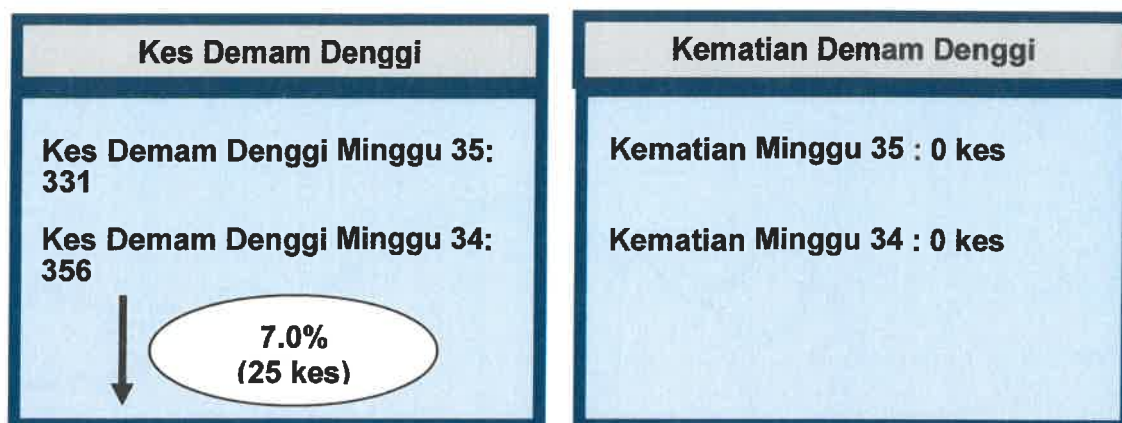 Kes Demam Denggi
Kes Demam Denggi Minggu 35:
331
Kes Demam Denggi Minggu 34:
356
7.0%
(25 kes)
Kematian Demam Denggi
Kematian Minggu 35 : 0 kes
Kematian Minggu 34 : 0 kes